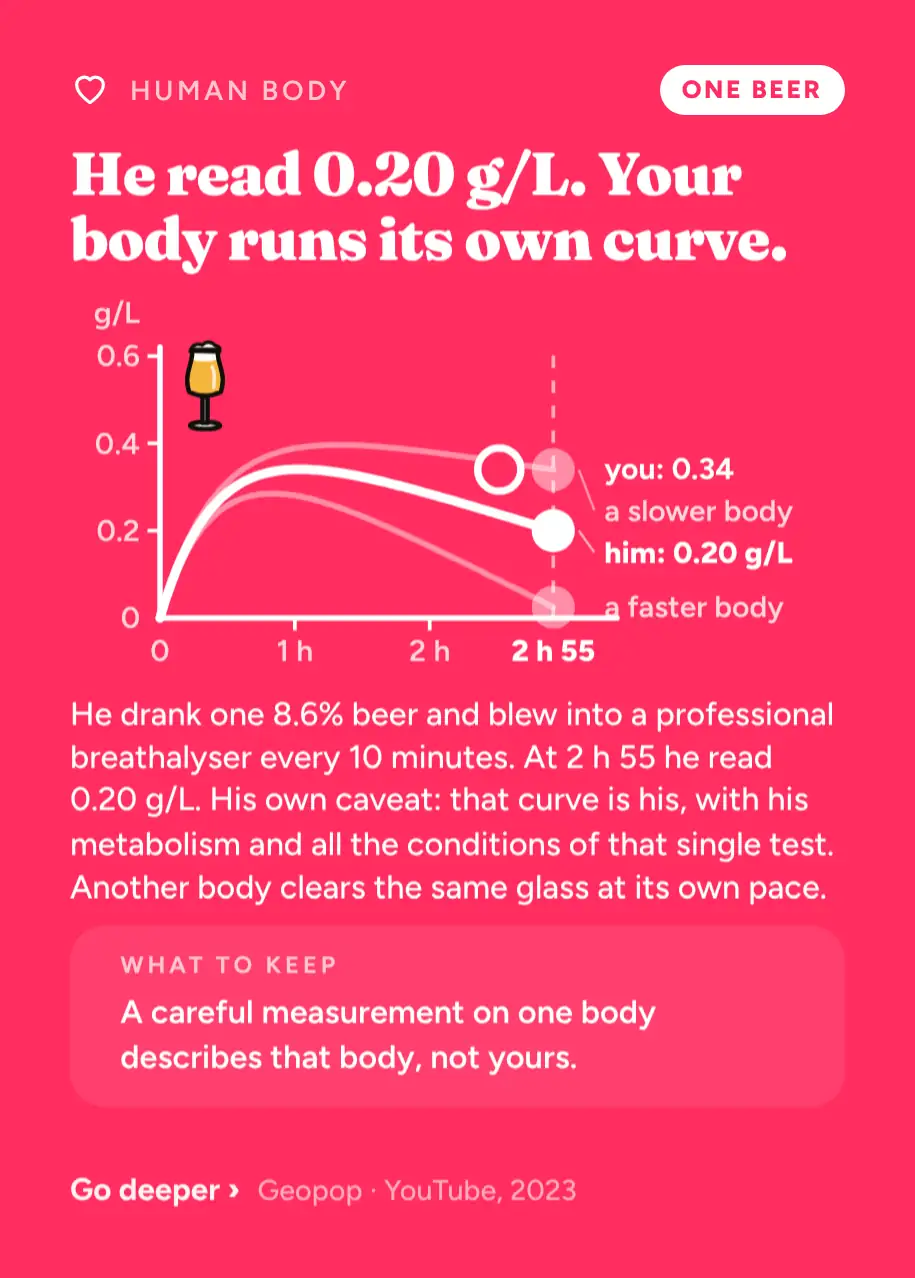 HUMAN BODY
ONE BEER
He read 0.20 g/L. Your
body runs its own curve.
g/L
0.6
0.4
0.2
0
0
1 h
2 h
2 h 55
you: 0.34
a slower body
him: 0.20 g/L
a faster body
He drank one 8.6% beer and blew into a professional
breathalyser every 10 minutes. At 2 h 55 he read
0.20 g/L. His own caveat: that curve is his, with his
metabolism and all the conditions of that single test.
Another body clears the same glass at its own pace.
WHAT TO KEEP
A careful measurement on one body
describes that body, not yours.
Go deeper › Geopop · YouTube, 2023